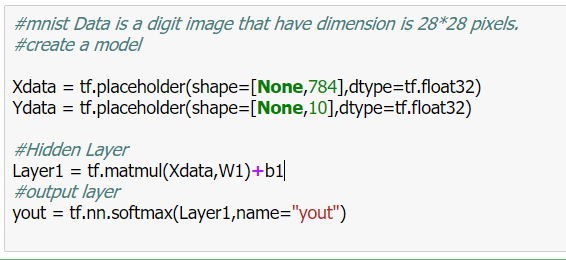 #mnist Data is a digit image that have dimension is 28*28 pixels.
#create a model
Xdata = tf.placeholder(shape=[None,784],dtype=tf.float32)
Ydata = tf.placeholder(shape=[None,10],dtype=tf.float32)
#Hidden Layer
Layer1 = tf.matmul(Xdata,W1)+b1
#output layer
yout = tf.nn.softmax(Layer1,name="yout")